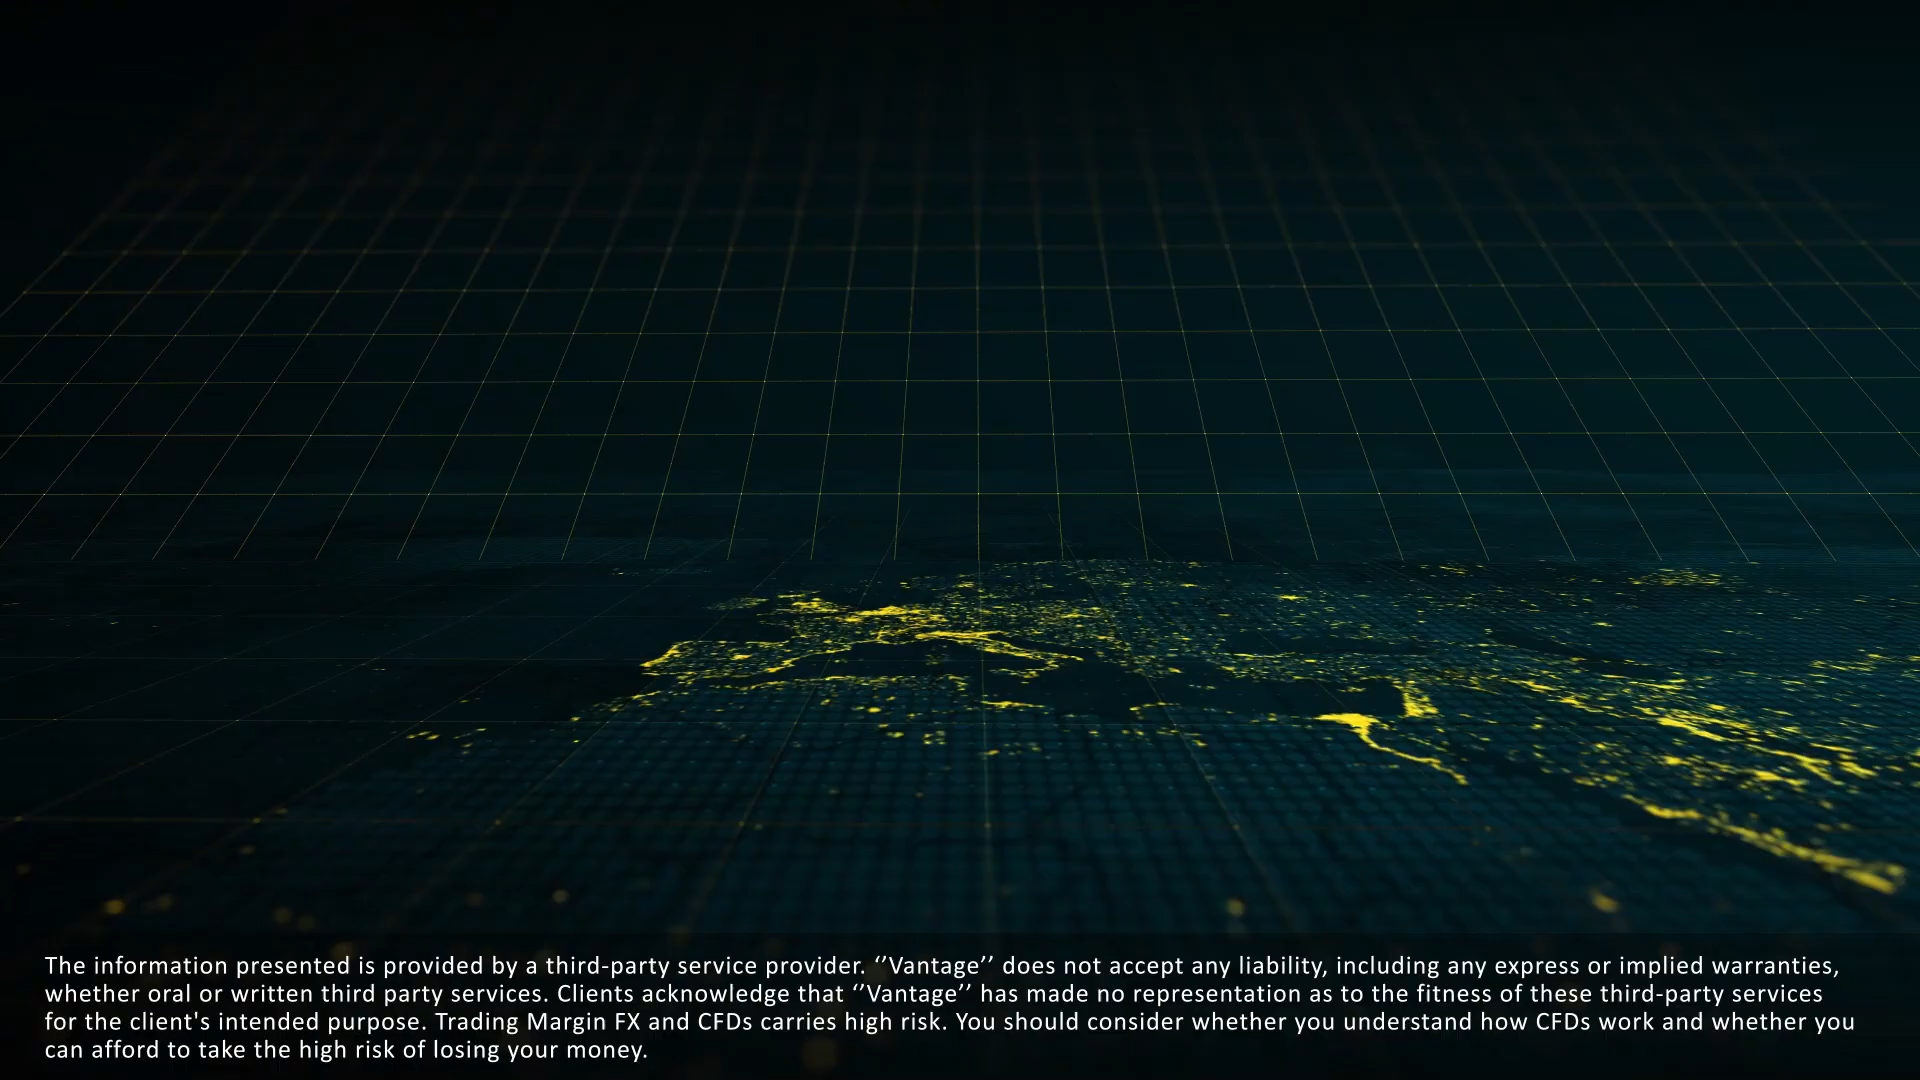 The information presented is provided by a third-party service provider. ‘’Vantage’’ does not accept any liability, including any express or implied warranties,
whether oral or written third party services. Clients acknowledge that ‘’Vantage’’ has made no representation as to the fitness of these third-party services
for the client's intended purpose. Trading Margin FX and CFDs carries high risk. You should consider whether you understand how CFDs work and whether you
can afford to take the high risk of losing your money.